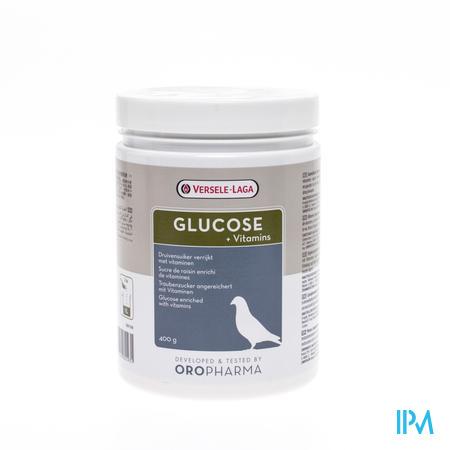 VERSELE-LAGA
GLUCOSE
+ Vitamins
Druivensuiker verrijkt
met vitaminen
Sucre de raisin enrichi
de vitamines
Traubenzucker angereichert
mit Vitaminen
Glucose enriched
with vitamins
400 g
DEVELOPED & TESTED BY
OROPHARMA
IPM